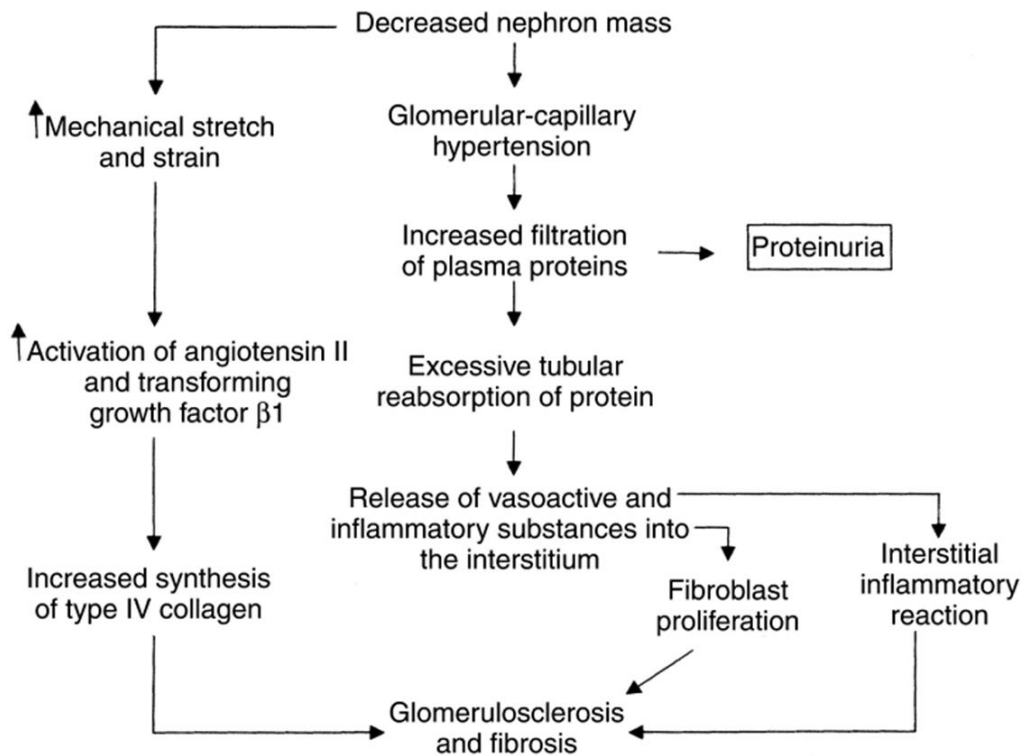 Decreased nephron mass
Mechanical stretch
and strain
Glomerular-capillary
hypertension
Increased filtration
of plasma proteins
Proteinuria
Activation of angiotensin II
and transforming
growth factor β1
Excessive tubular
reabsorption of protein
Release of vasoactive and
inflammatory substances into
the interstitium
Increased synthesis
of type IV collagen
Fibroblast
proliferation
Interstitial
inflammatory
reaction
Glomerulosclerosis
and fibrosis